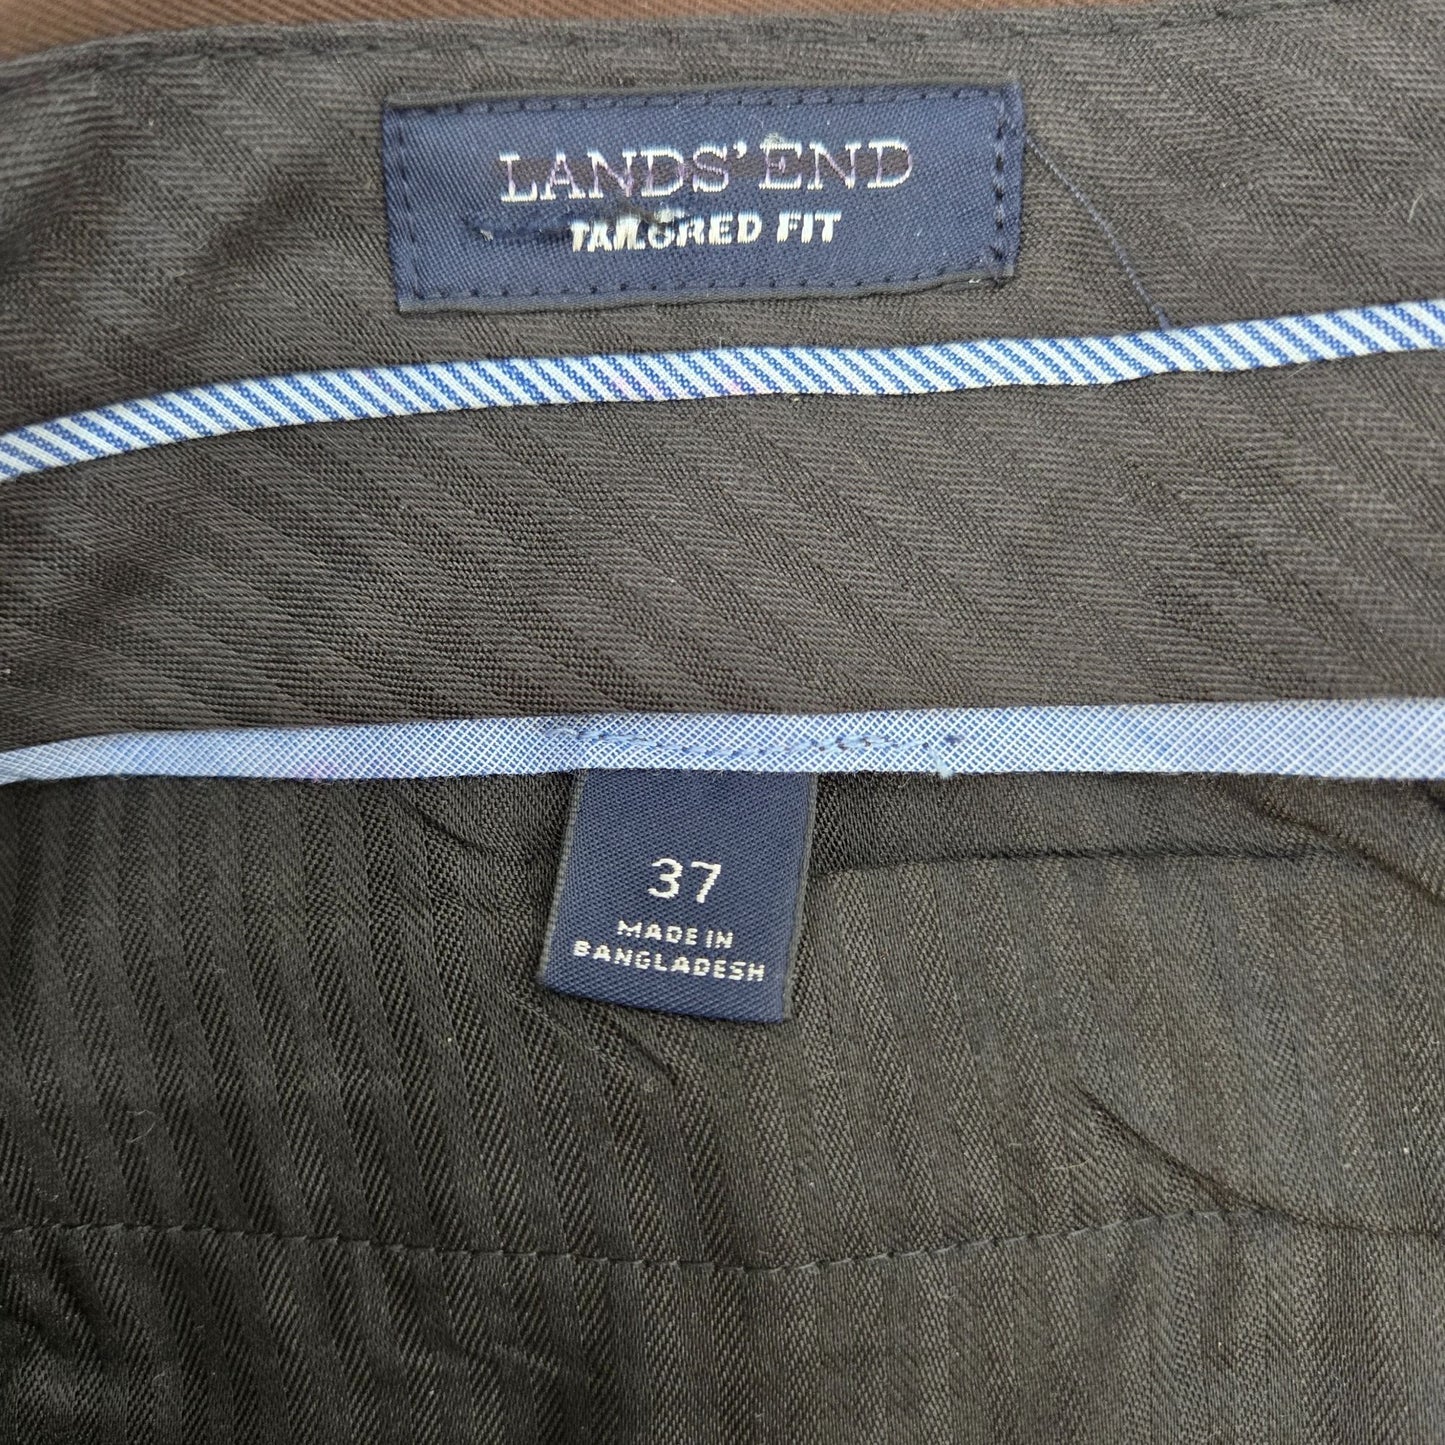 LANDS' END
TAILORED FIT
37
MADE IN
BANGLADESH